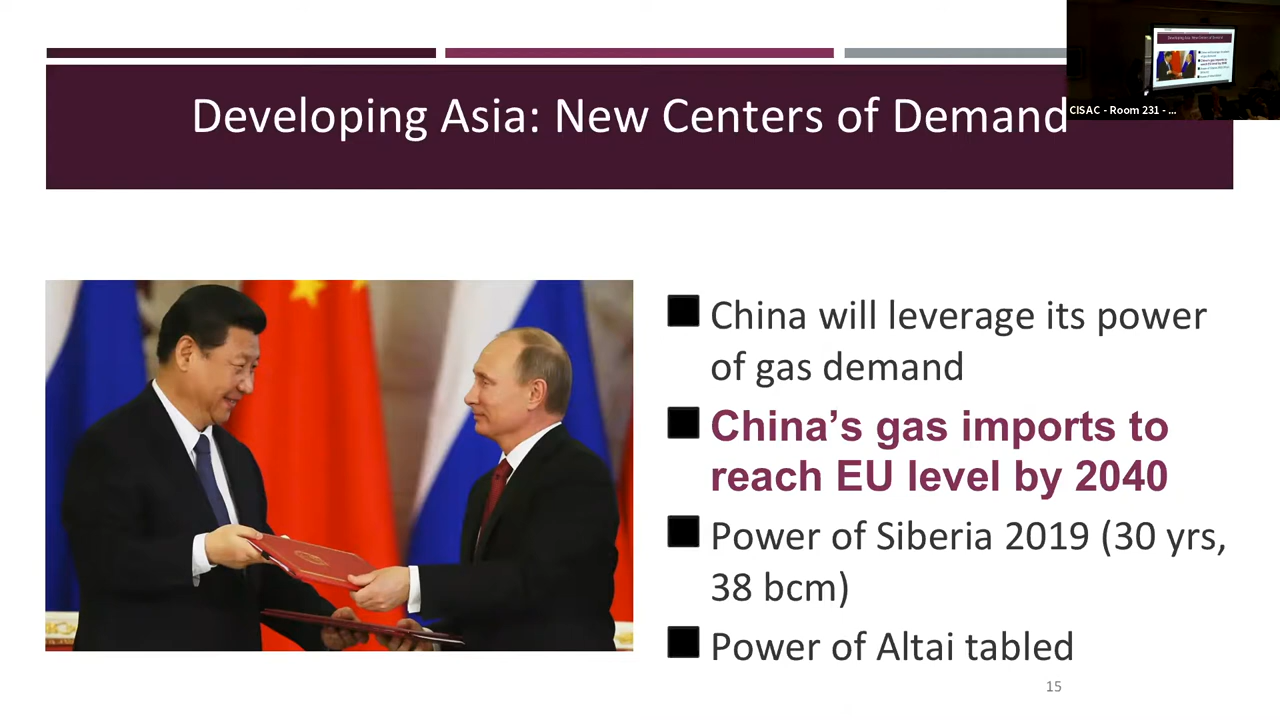 Developing Asia: New Centers of Demand
CISAC - Room 231 - ...
China will leverage its power
of gas demand
China's gas imports to
reach EU level by 2040
Power of Siberia 2019 (30 yrs,
38 bcm)
Power of Altai tabled
15